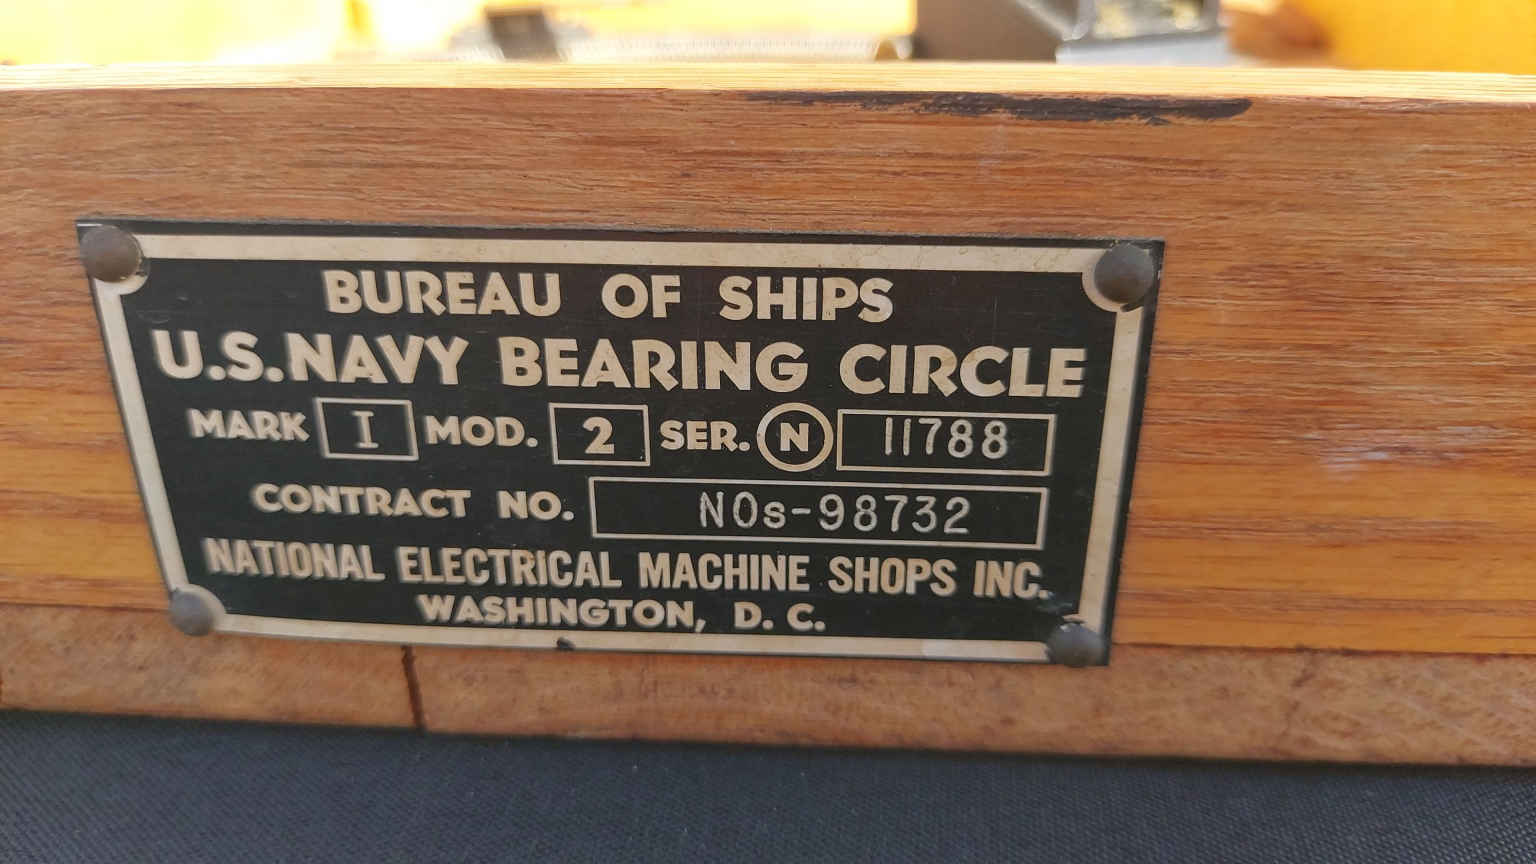 BUREAU OF SHIPS
U.S. NAVY BEARING CIRCLE
MARK I MOD. 2 SER. N 11788
CONTRACT NO. NOs-98732
NATIONAL ELECTRICAL MACHINE SHOPS INC.
WASHINGTON, D. C.